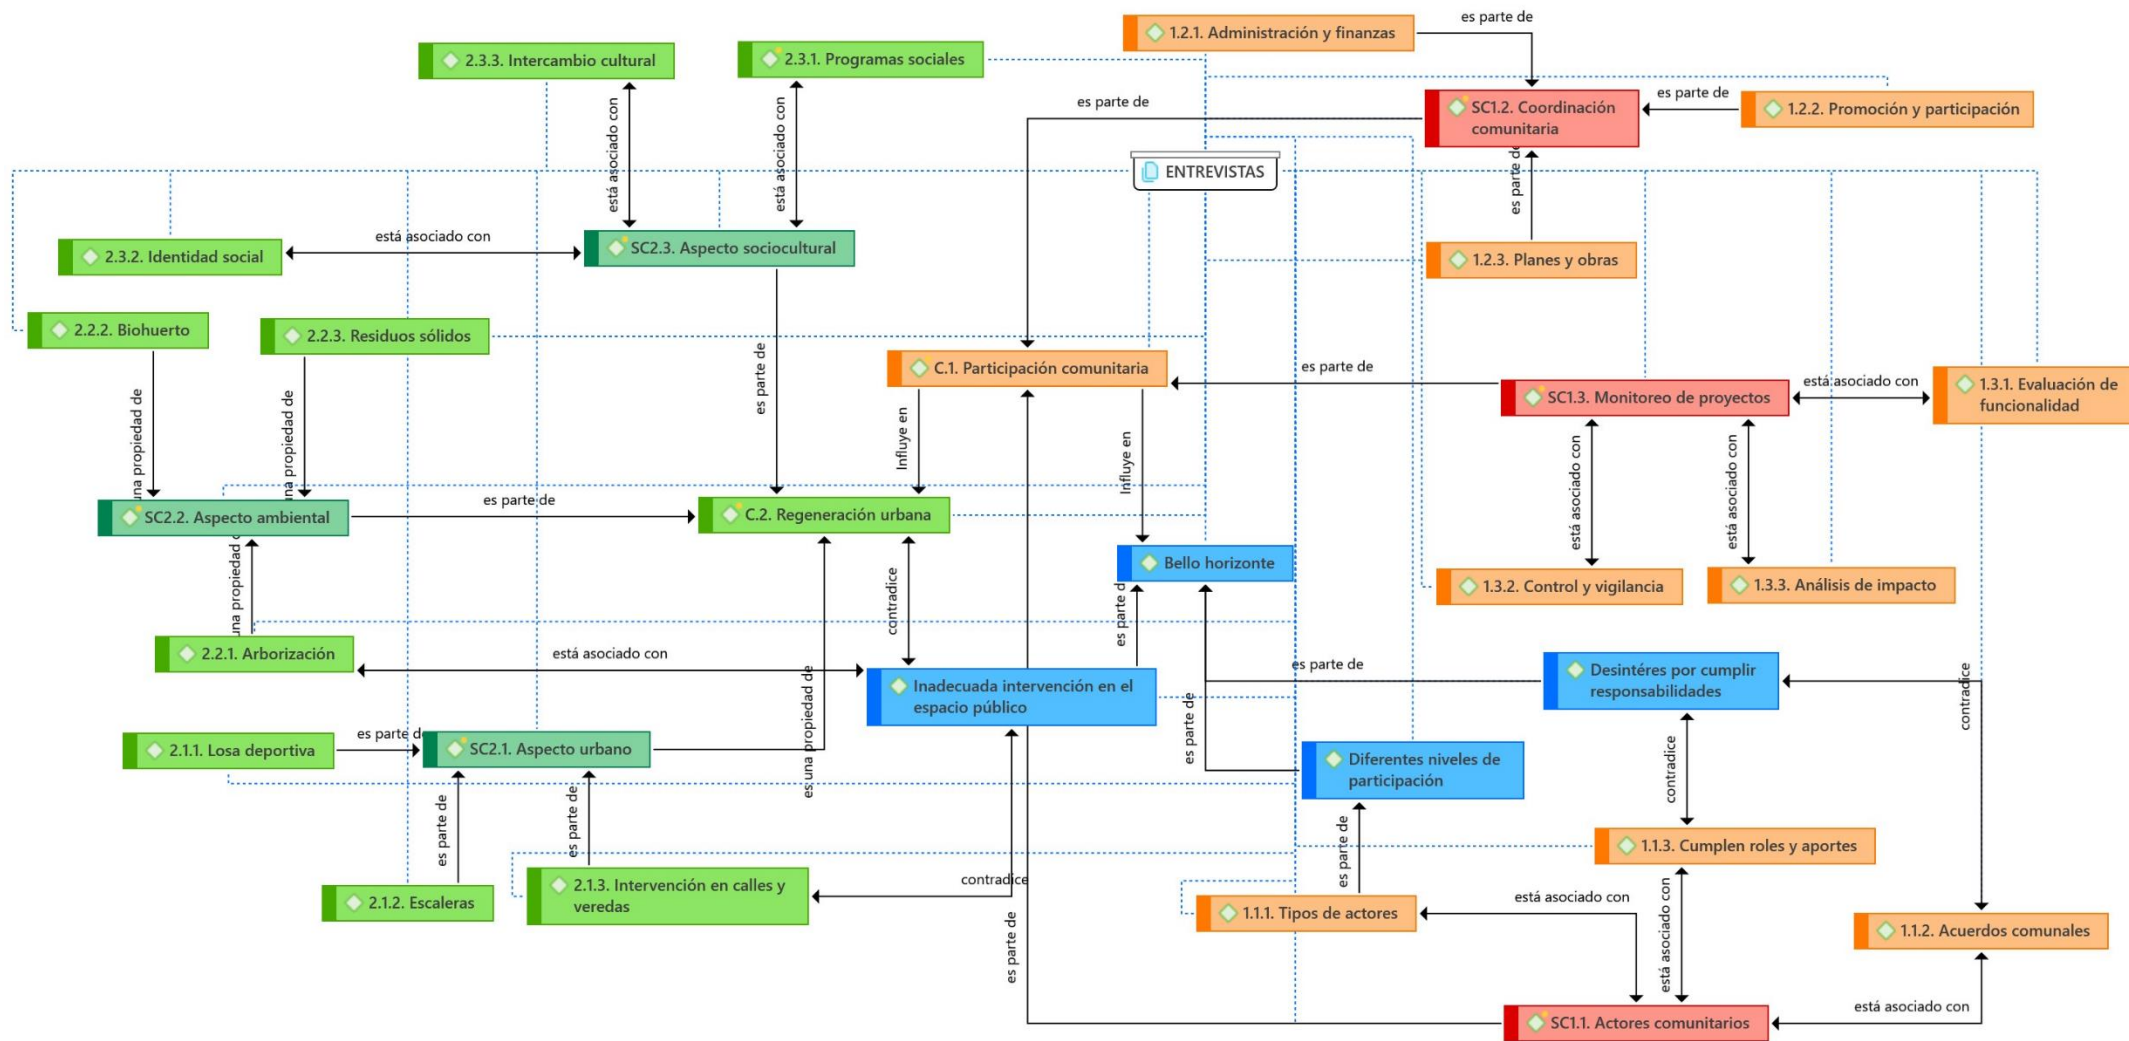 1.2.1. Administración y finanzas
es parte de
2.3.3. Intercambio cultural
2.3.1. Programas sociales
es parte de
es parte de
SC1.2. Coordinación
comunitaria
1.2.2. Promoción y participación
está asociado con
está asociado con
ENTREVISTAS
es parte de
2.3.2. Identidad social
está asociado con
SC2.3. Aspecto sociocultural
1.2.3. Planes y obras
2.2.2. Biohuerto
2.2.3. Residuos sólidos
es parte de
C.1. Participación comunitaria
es parte de
SC1.3. Monitoreo de proyectos
está asociado con
1.3.1. Evaluación de
funcionalidad
una propiedad de
una propiedad de
Influye en
Influye en
está asociado con
está asociado con
SC2.2. Aspecto ambiental
es parte de
C.2. Regeneración urbana
una propiedad
contradice
Bello horizonte
1.3.2. Control y vigilancia
1.3.3. Análisis de impacto
es parte de
2.2.1. Arborización
está asociado con
Inadecuada intervención en el
espacio público
es parte de
Desintéres por cumplir
responsabilidades
contradice
es una propiedad de
es parte de
2.1.1. Losa deportiva
es parte de
SC2.1. Aspecto urbano
Diferentes niveles de
participación
contradice
es parte de
es parte de
es parte de
1.1.3. Cumplen roles y aportes
2.1.2. Escaleras
2.1.3. Intervención en calles y
veredas
contradice
1.1.1. Tipos de actores
está asociado con
está asociado con
1.1.2. Acuerdos comunales
es parte de
SC1.1. Actores comunitarios
está asociado con